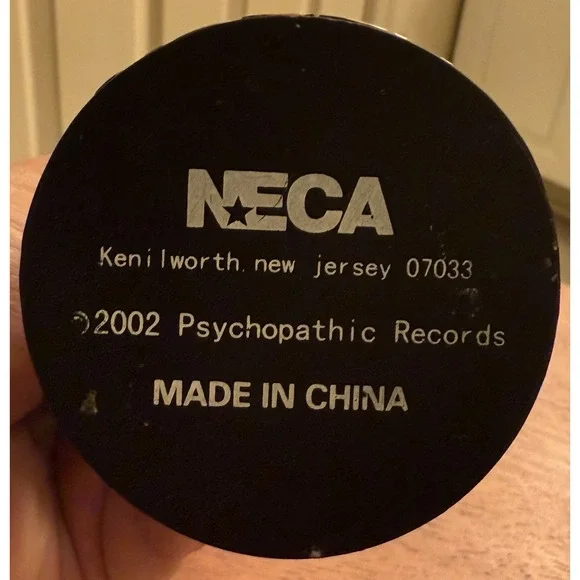 NECA
Kenilworth. new jersey 07033
©2002 Psychopathic Records
MADE IN CHINA